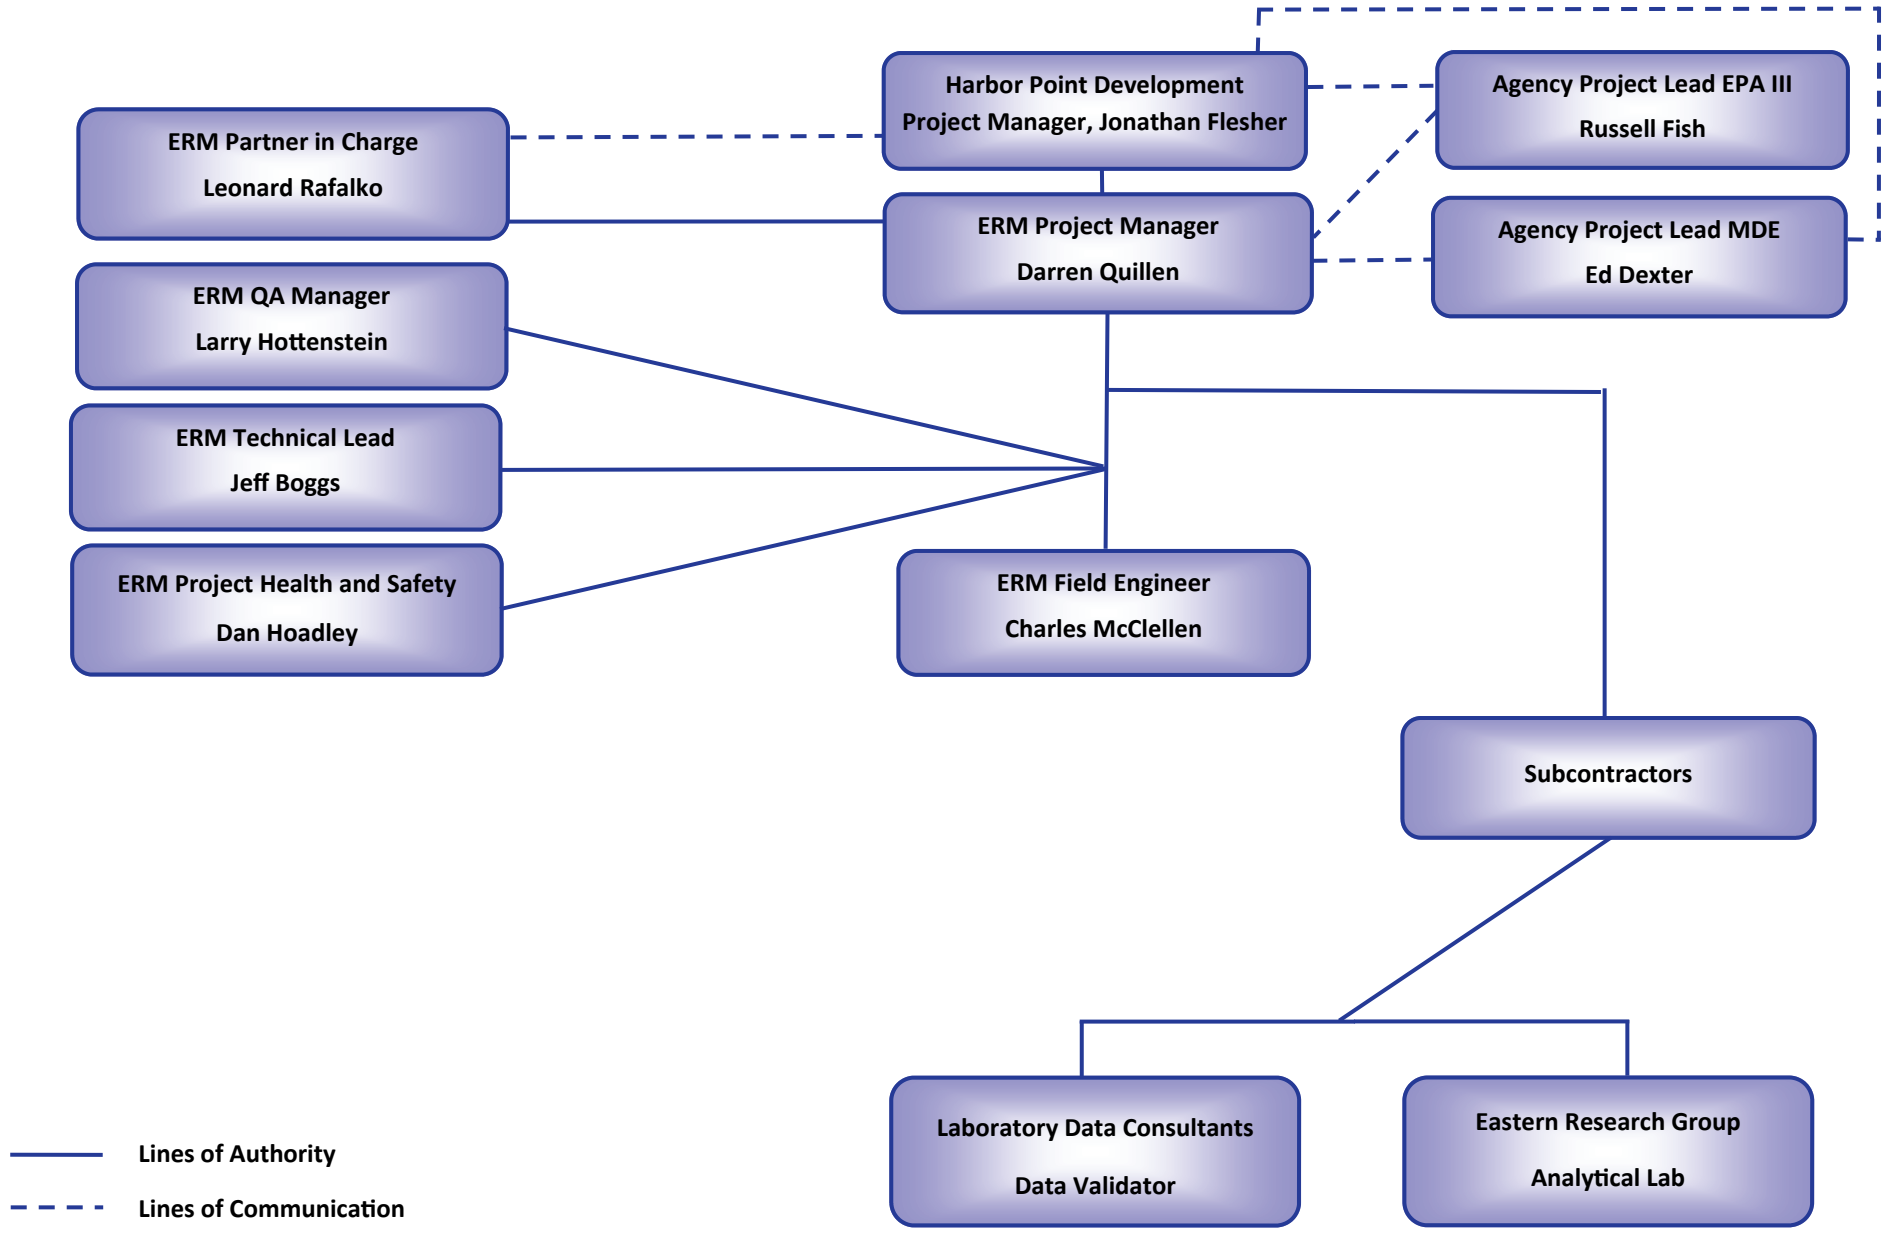 Harbor Point Development
Project Manager, Jonathan Flesher
Agency Project Lead EPA III
Russell Fish
ERM Partner in Charge
Leonard Rafalko
ERM Project Manager
Darren Quillen
Agency Project Lead MDE
Ed Dexter
ERM QA Manager
Larry Hottenstein
ERM Technical Lead
Jeff Boggs
ERM Project Health and Safety
Dan Hoadley
ERM Field Engineer
Charles McClellen
Subcontractors
Laboratory Data Consultants
Data Validator
Eastern Research Group
Analytical Lab
Lines of Authority
Lines of Communication